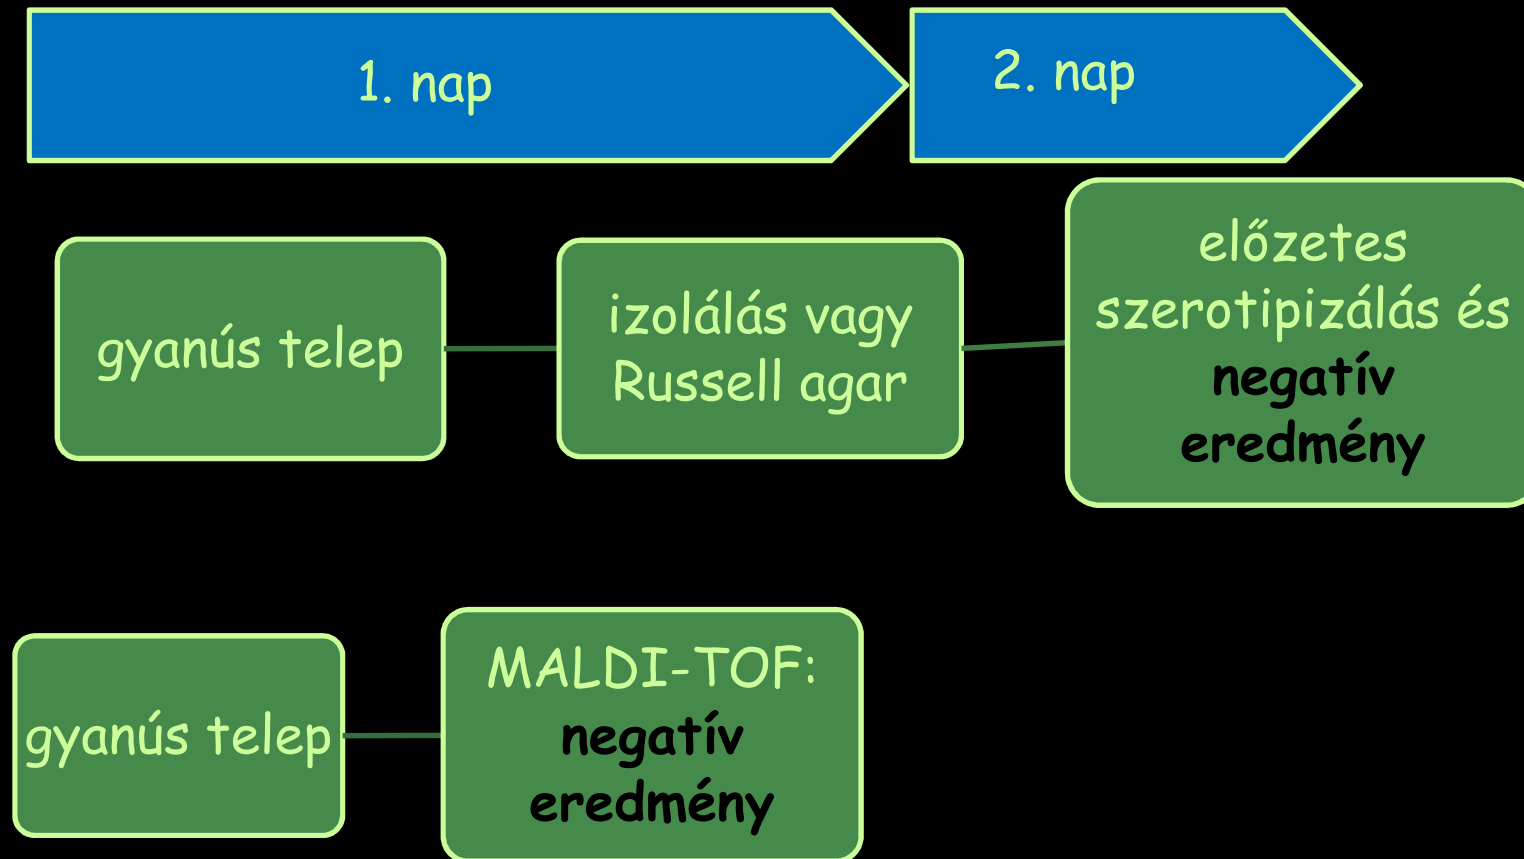 1. nap
2. nap
gyanús telep
izolálás vagy
Russell agar
előzetes
szerotipizálás és
negatív
eredmény
gyanús telep
MALDI-TOF:
negatív
eredmény